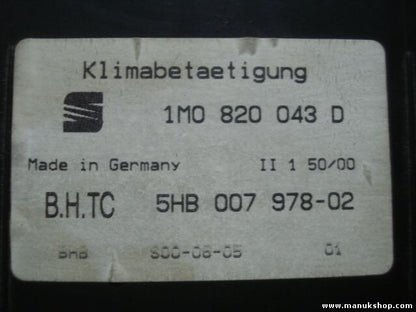 Klimabetaetigung
1M0 820 043 D
Made in Germany II 1 50/00
B.H.TC 5HB 007 978-02
5HB S00-06-05 01
www.manukshop.com